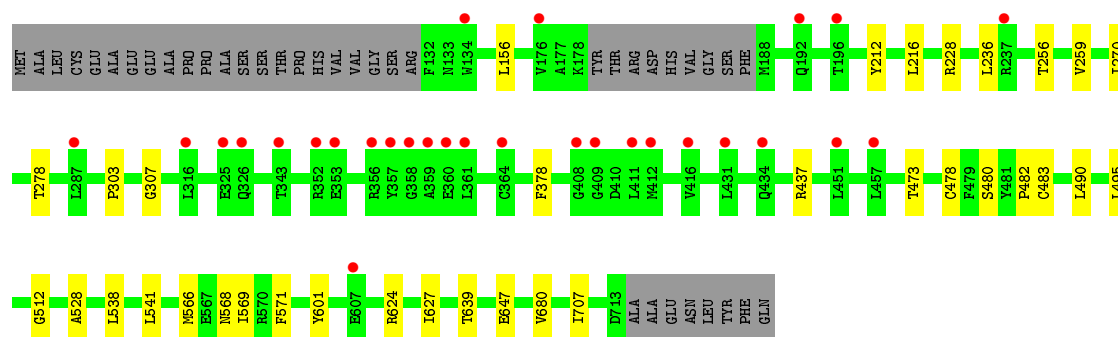 MET ALA LEU CYS GLU ALA ALA GLU GLU ALA PRO PRO ALA SER SER THR PRO HIS VAL VAL GLY SER ARG F132 N133 W134 L156 V176 A177 K178 TYR THR ARG ASP HIS VAL GLY SER PHE M188 Q192 T196 Y212 L216 R228 L236 R237 T256 V259
T278 L287 P303 G307 L316 E325 Q326 T343 R352 E353 R356 Y357 G358 A359 E360 L361 C364 F378 G408 G409 D410 L411 M412 V416 L431 Q434 R437 L451 L457 T473 C478 F479 S480 Y481 P482 C483 L490
G512 A528 L538 L541 M566 E567 N568 I569 R570 F571 Y601 E607 R624 I627 T639 E647 V680 I707 D713 ALA ALA GLU ASN LEU TYR PHE GLN